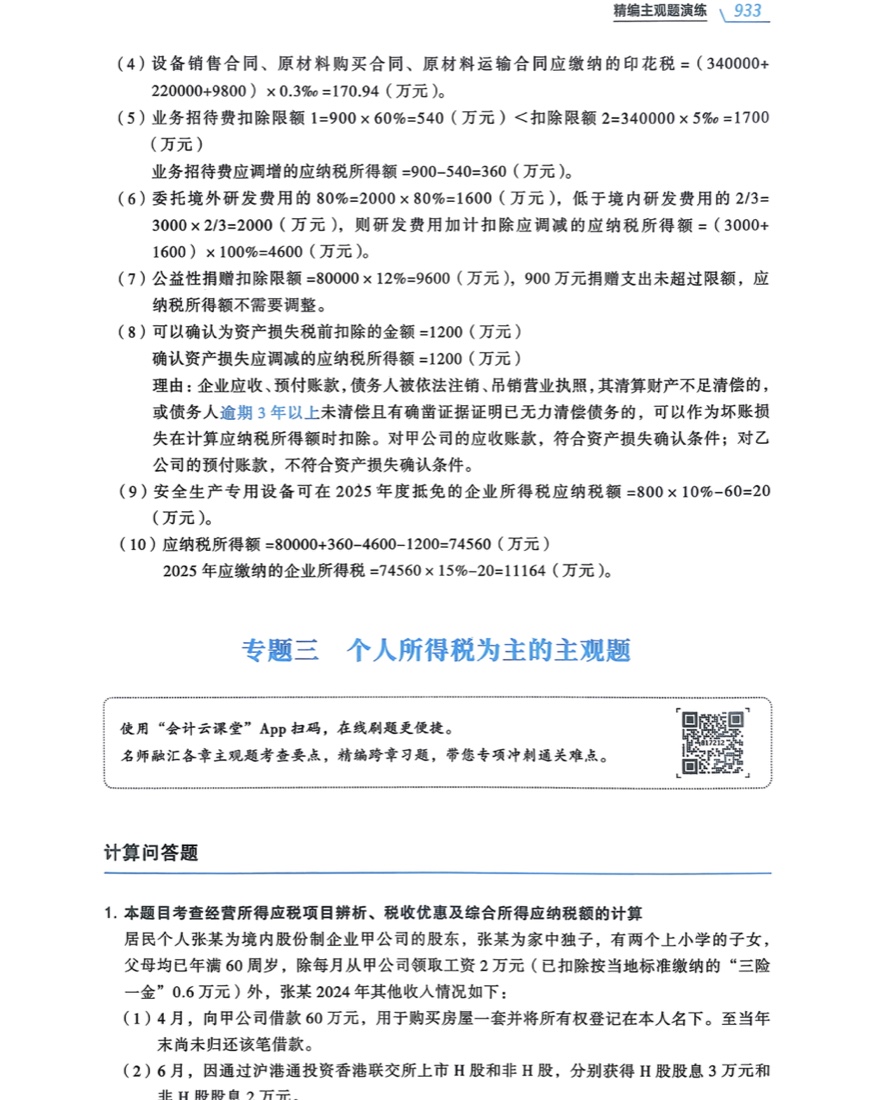 精编主观题演练 933
（4）设备销售合同、原材料购买合同、原材料运输合同应缴纳的印花税 =（340000+
220000+9800）×0.3‰ =170.94（万元）。
（5）业务招待费扣除限额 1=900×60%=540（万元）＜扣除限额 2=340000×5‰ =1700
（万元）
业务招待费应调增的应纳税所得额 =900-540=360（万元）。
（6）委托境外研发费用的 80%=2000×80%=1600（万元），低于境内研发费用的 2/3=
3000×2/3=2000（万元），则研发费用加计扣除应调减的应纳税所得额 =（3000+
1600）×100%=4600（万元）。
（7）公益性捐赠扣除限额 =80000×12%=9600（万元），900 万元捐赠支出未超过限额，应
纳税所得额不需要调整。
（8）可以确认为资产损失税前扣除的金额 =1200（万元）
确认资产损失应调减的应纳税所得额 =1200（万元）
理由：企业应收、预付账款，债务人被依法注销、吊销营业执照，其清算财产不足清偿的，
或债务人逾期 3 年以上未清偿且有确凿证据证明已无力清偿债务的，可以作为坏账损
失在计算应纳税所得额时扣除。对甲公司的应收账款，符合资产损失确认条件；对乙
公司的预付账款，不符合资产损失确认条件。
（9）安全生产专用设备可在 2025 年度抵免的企业所得税应纳税额 =800×10%-60=20
（万元）。
（10）应纳税所得额 =80000+360-4600-1200=74560（万元）
2025 年应缴纳的企业所得税 =74560×15%-20=11164（万元）。
专题三 个人所得税为主的主观题
使用“会计云课堂”App 扫码，在线刷题更便捷。
名师融汇各章主观题考查要点，精编跨章习题，带您专项冲刺通关难点。
计算问答题
1. 本题目考查经营所得应税项目辨析、税收优惠及综合所得应纳税额的计算
居民个人张某为境内股份制企业甲公司的股东，张某为家中独子，有两个上小学的子女，
父母均已年满 60 周岁，除每月从甲公司领取工资 2 万元（已扣除按当地标准缴纳的“三险
一金”0.6 万元）外，张某 2024 年其他收入情况如下：
（1）4 月，向甲公司借款 60 万元，用于购买房屋一套并将所有权登记在本人名下。至当年
末尚未归还该笔借款。
（2）6 月，因通过沪港通投资香港联交所上市 H 股和非 H 股，分别获得 H 股股息 3 万元和
非 H 股股息 2 万元。